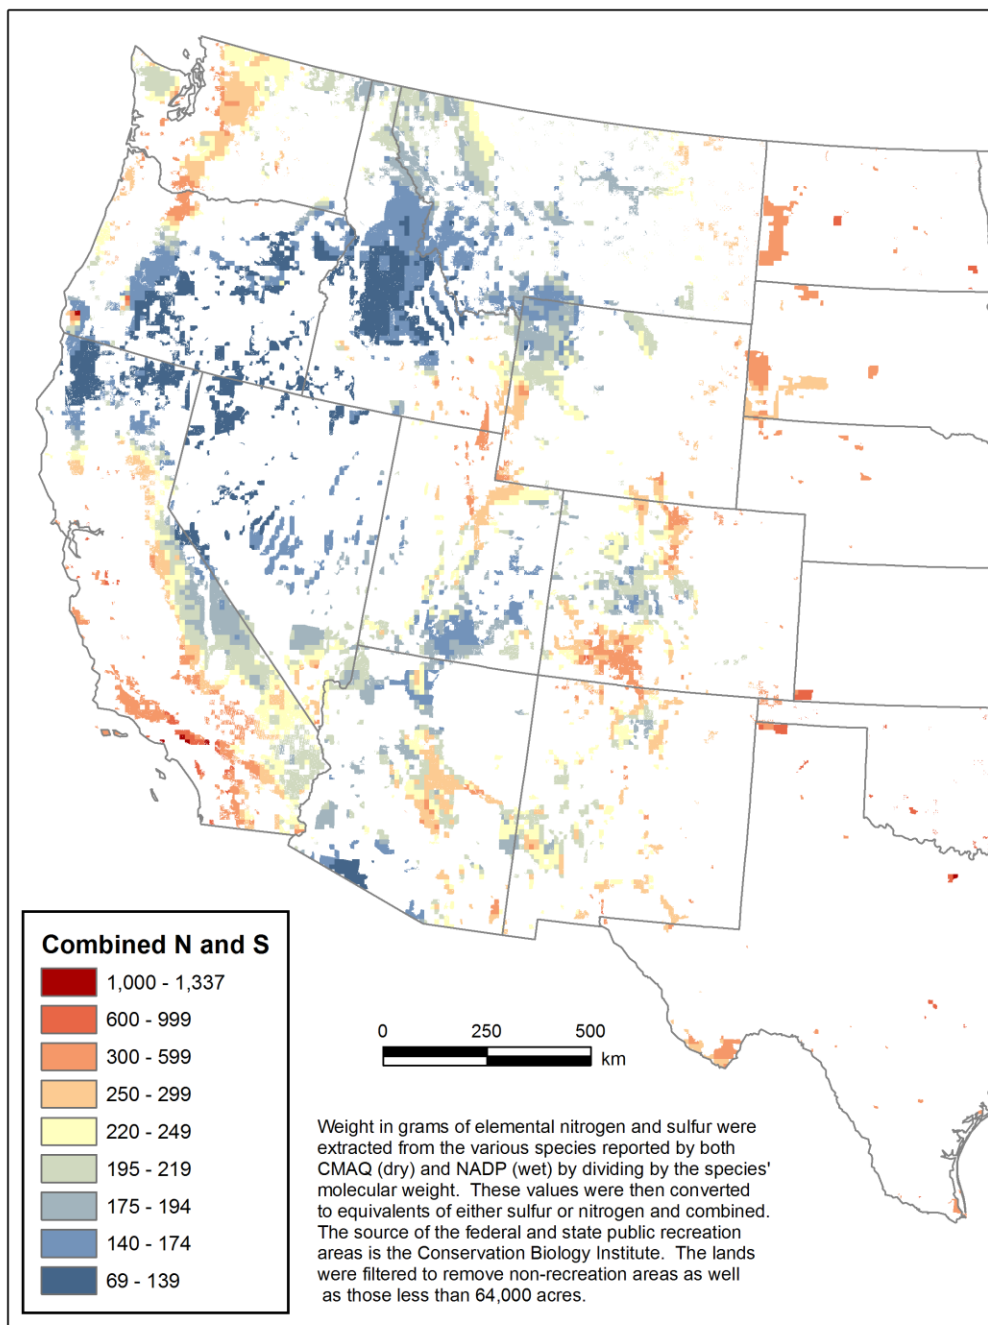 Combined N and S
1,000 - 1,337
600 - 999
300 - 599
250 - 299
220 - 249
195 - 219
175 - 194
140 - 174
69 - 139
0 250 500
km
Weight in grams of elemental nitrogen and sulfur were
extracted from the various species reported by both
CMAQ (dry) and NADP (wet) by dividing by the species'
molecular weight.  These values were then converted
to equivalents of either sulfur or nitrogen and combined.
The source of the federal and state public recreation
areas is the Conservation Biology Institute.  The lands
were filtered to remove non-recreation areas as well
as those less than 64,000 acres.